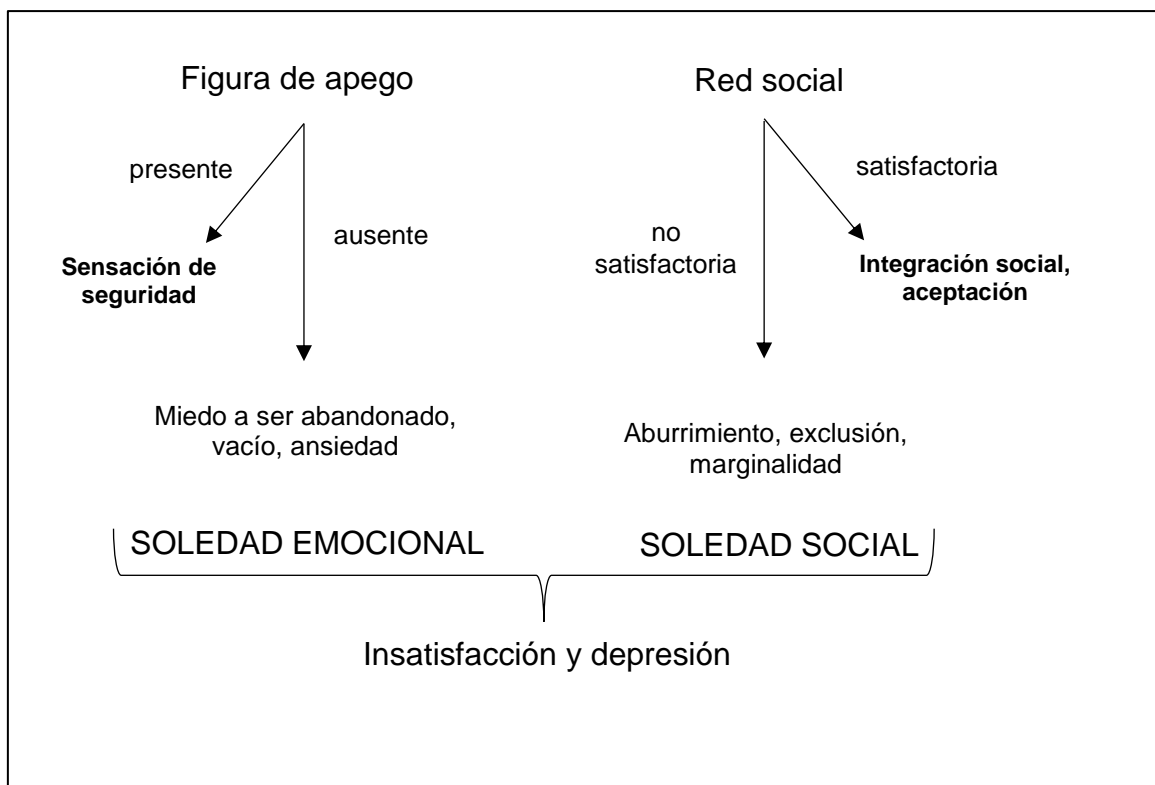 Figura de apego
Red social
presente
satisfactoria
ausente
no
satisfactoria
Sensación de
seguridad
Integración social,
aceptación
Miedo a ser abandonado,
vacío, ansiedad
Aburrimiento, exclusión,
marginalidad
SOLEDAD EMOCIONAL
SOLEDAD SOCIAL
Insatisfacción y depresión